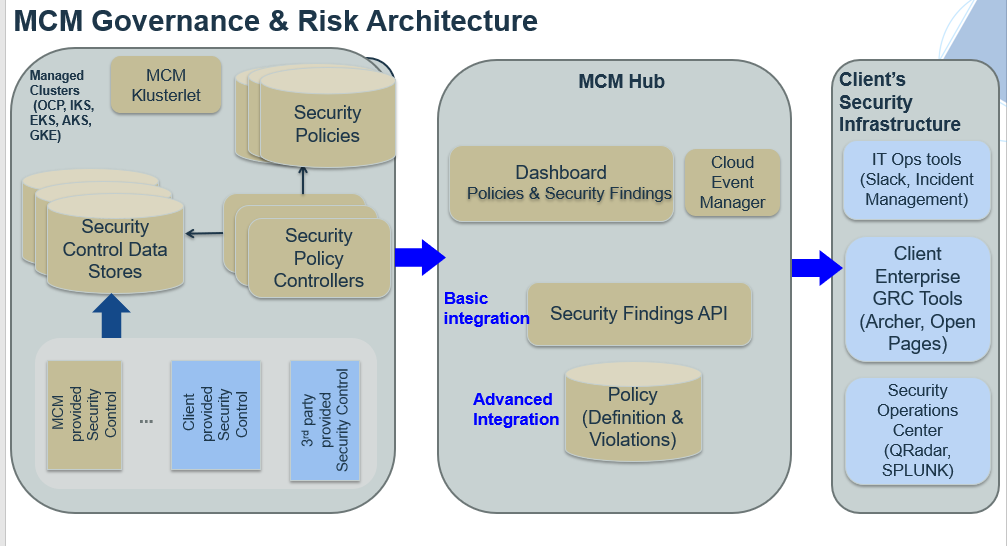 MCM Governance & Risk Architecture
Managed
Clusters
(OCP, IKS,
EKS, AKS,
GKE)
MCM
Klusterlet
Security
Policies
Security
Control Data
Stores
Security
Policy
Controllers
MCM
provided
Security
Control
...
Client
provided
Security
Control
3rd party
provided
Security Control
MCM Hub
Dashboard
Policies & Security Findings
Cloud
Event
Manager
Basic
integration
Security Findings API
Advanced
Integration
Policy
(Definition &
Violations)
Client's
Security
Infrastructure
IT Ops tools
(Slack, Incident
Management)
Client
Enterprise
GRC Tools
(Archer, Open
Pages)
Security
Operations
Center
(QRadar,
SPLUNK)